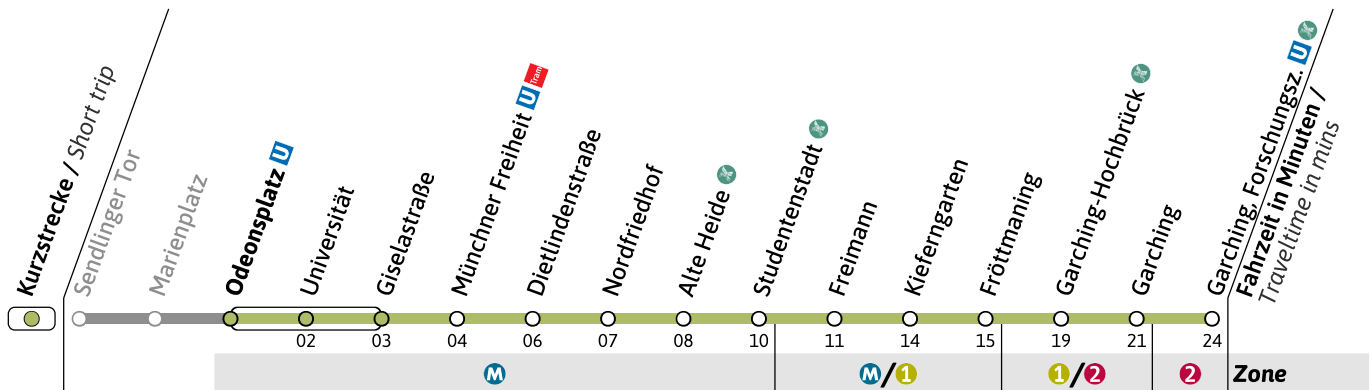 Kurzstrecke / Short trip
Sendlinger Tor
Marienplatz
Odeonsplatz U
Universität
Giselastraße
Münchner Freiheit U Tram
Dietlindenstraße
Nordfriedhof
Alte Heide
Studentenstadt
Freimann
Kieferngarten
Fröttmaning
Garching-Hochbrück
Garching
Garching, Forschungsz. U
Fahrzeit in Minuten /
Traveltime in mins
02 03 04 06 07 08 10 11 14 15 19 21 24
M M/1 1/2 2 Zone